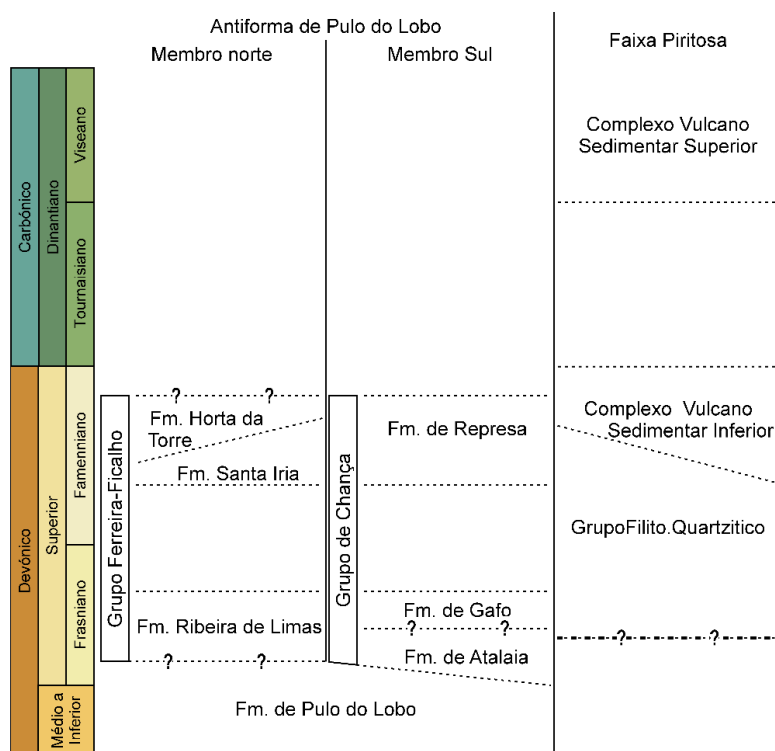 Antiforma de Pulo do Lobo
Membro norte
Membro Sul
Faixa Piritosa
Carbónico
Dinantiano
Viseano
Tournaisiano
Devónico
Superior
Famenniano
Frasniano
Médio a
Inferior
Grupo Ferreira-Ficalho
? ?
Fm. Horta da
Torre
Fm. Santa Iria
Fm. Ribeira de Limas
? ?
Grupo de Chança
Fm. de Represa
Fm. de Gafo
? ?
Fm. de Atalaia
Fm. de Pulo do Lobo
Complexo Vulcano
Sedimentar Superior
Complexo Vulcano
Sedimentar Inferior
GrupoFilito.Quartzitico
? ?